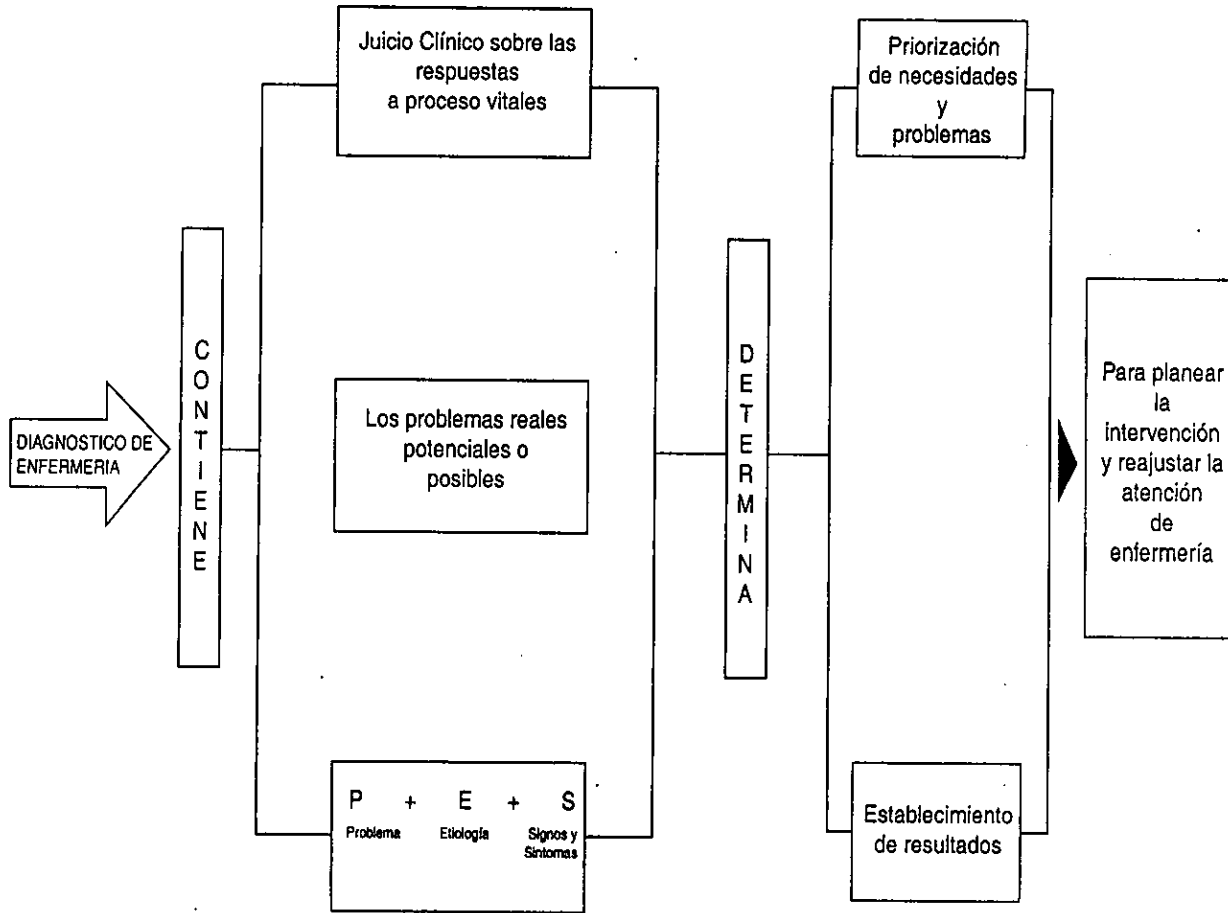 DIAGNOSTICO DE
ENFERMERIA
C
O
N
T
I
E
N
E
Juicio Clínico sobre las
respuestas
a proceso vitales
Los problemas reales
potenciales o
posibles
P + E + S
Problema Etiología Signos y
Sintomas
D
E
T
E
R
M
I
N
A
Priorización
de necesidades
y
problemas
Establecimiento
de resultados
Para planear
la
intervención
y reajustar la
atención
de
enfermería